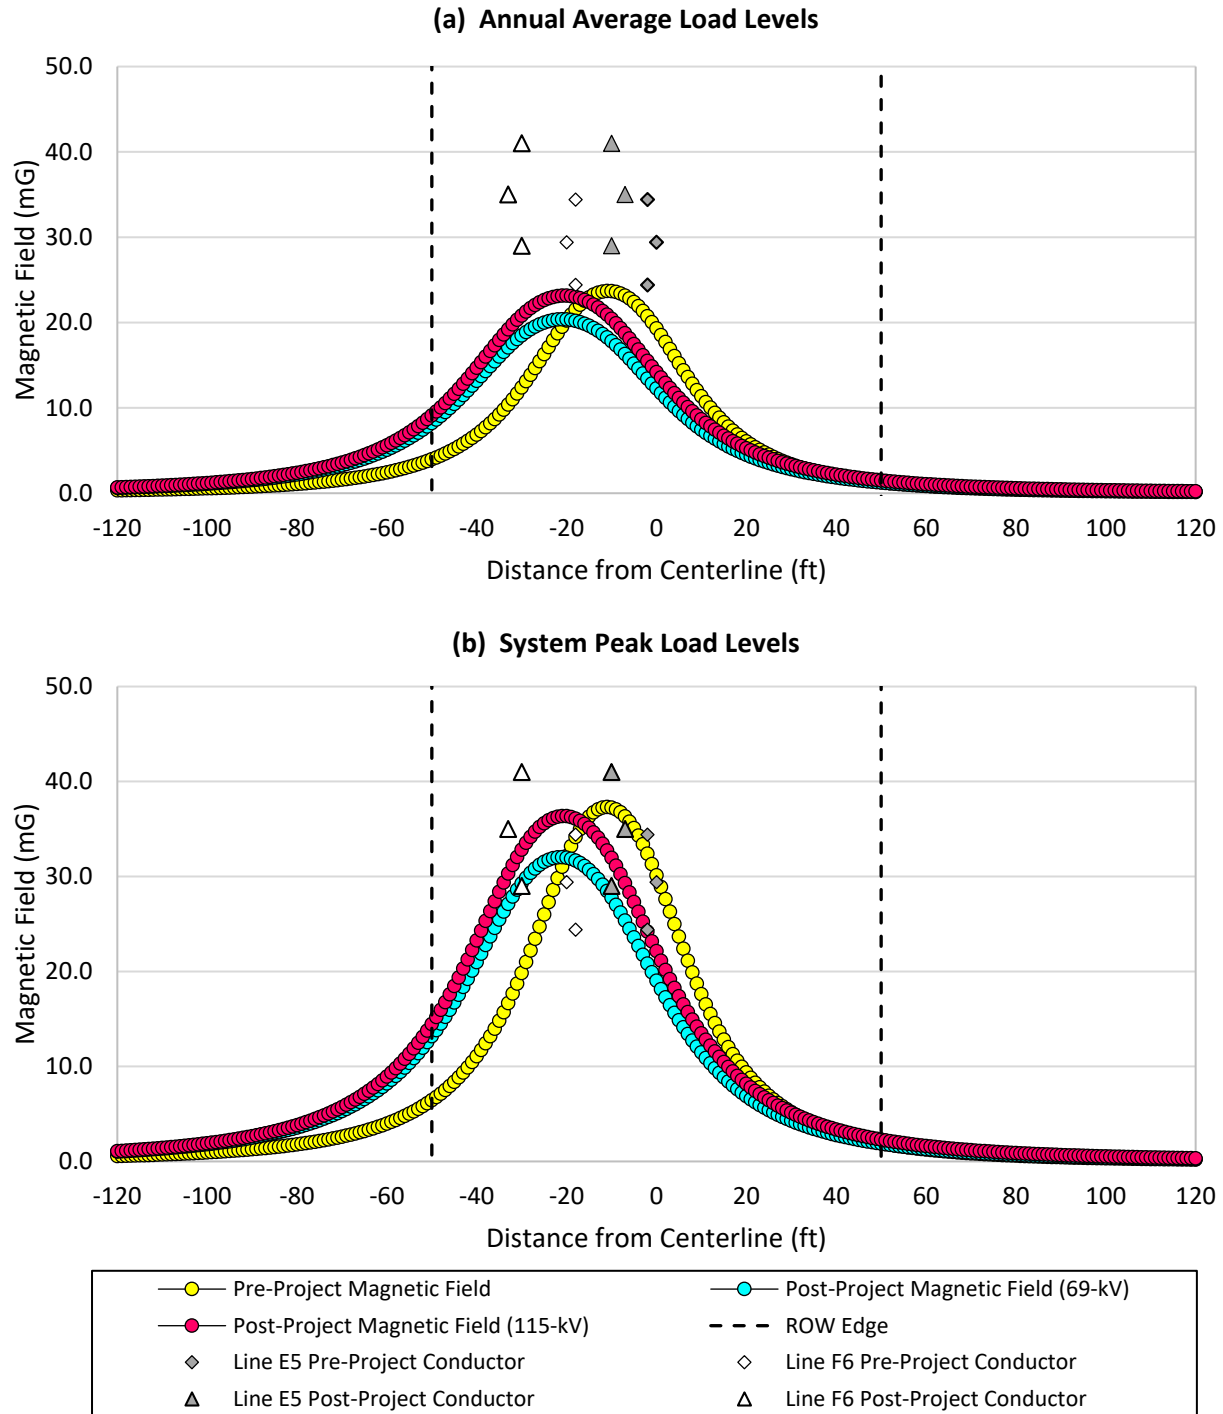 (a) Annual Average Load Levels
50.0
40.0
30.0
20.0
10.0
0.0
Magnetic Field (mG)
-120 -100 -80 -60 -40 -20 0 20 40 60 80 100 120
Distance from Centerline (ft)
(b) System Peak Load Levels
50.0
40.0
30.0
20.0
10.0
0.0
Magnetic Field (mG)
-120 -100 -80 -60 -40 -20 0 20 40 60 80 100 120
Distance from Centerline (ft)
Pre-Project Magnetic Field
Post-Project Magnetic Field (69-kV)
Post-Project Magnetic Field (115-kV)
ROW Edge
Line E5 Pre-Project Conductor
Line F6 Pre-Project Conductor
Line E5 Post-Project Conductor
Line F6 Post-Project Conductor